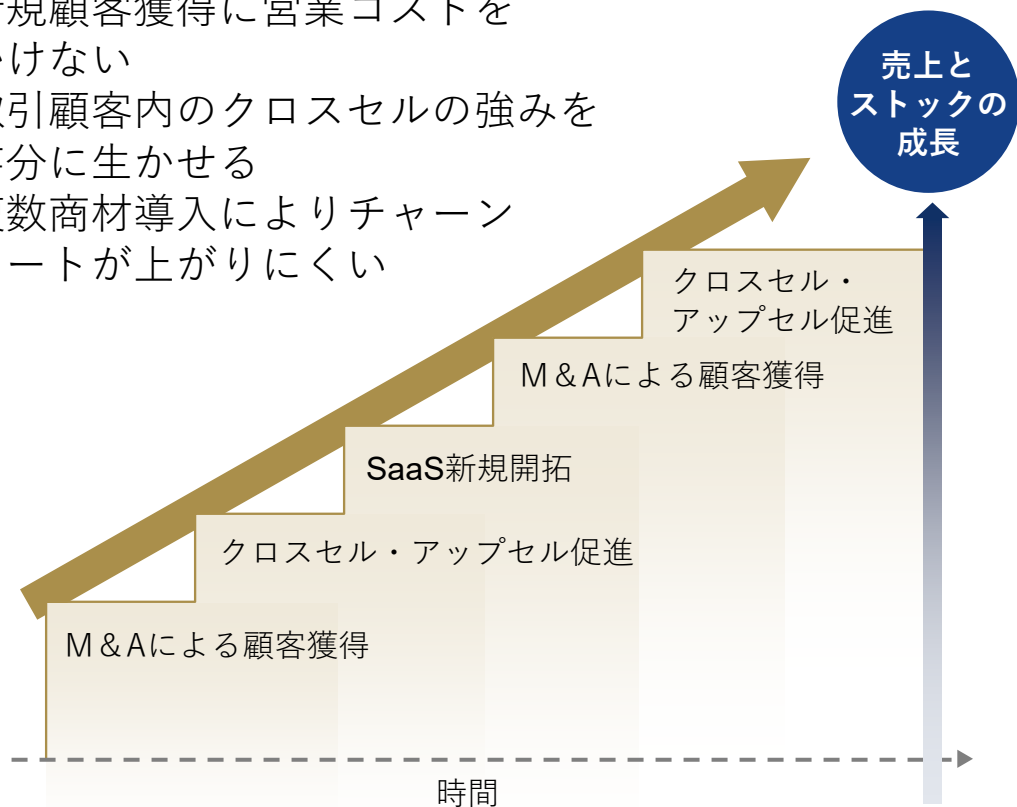 規顧客獲得に営業コストを
けない
引顧客内のクロスセルの強みを
分に生かせる
数商材導入によりチャーン
ートが上がりにくい
売上と
ストックの
成長
クロスセル・
アップセル促進
M&Aによる顧客獲得
SaaS新規開拓
クロスセル・アップセル促進
M&Aによる顧客獲得
時間